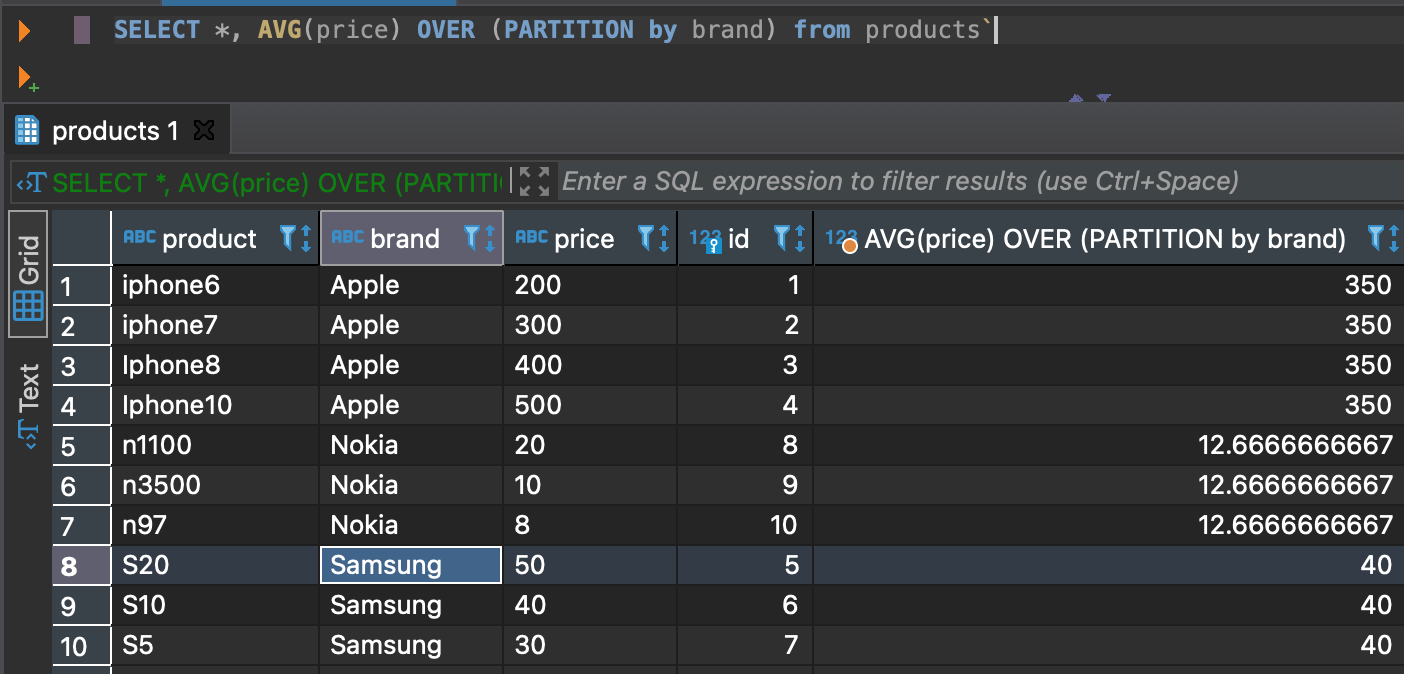 SELECT *, AVG(price) OVER (PARTITION by brand) from products`
products 1
SELECT *, AVG(price) OVER (PARTITI Enter a SQL expression to filter results (use Ctrl+Space)
Grid
Text
ABC product ABC brand ABC price 123 id 123 AVG(price) OVER (PARTITION by brand)
1 iphone6 Apple 200 1 350
2 iphone7 Apple 300 2 350
3 Iphone8 Apple 400 3 350
4 Iphone10 Apple 500 4 350
5 n1100 Nokia 20 8 12.6666666667
6 n3500 Nokia 10 9 12.6666666667
7 n97 Nokia 8 10 12.6666666667
8 S20 Samsung 50 5 40
9 S10 Samsung 40 6 40
10 S5 Samsung 30 7 40